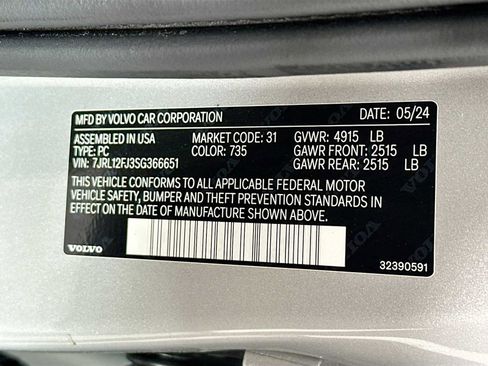 MFD BY VOLVO CAR CORPORATION DATE: 05/24
ASSEMBLED IN USA MARKET CODE: 31 GVWR: 4915 LB
TYPE: PC COLOR: 735 GAWR FRONT: 2515 LB
VIN: 7JRL12FJ3SG366651 GAWR REAR: 2515 LB
THIS VEHICLE CONFORMS TO ALL APPLICABLE FEDERAL MOTOR
VEHICLE SAFETY, BUMPER AND THEFT PREVENTION STANDARDS IN
EFFECT ON THE DATE OF MANUFACTURE SHOWN ABOVE.
VOLVO 32390591